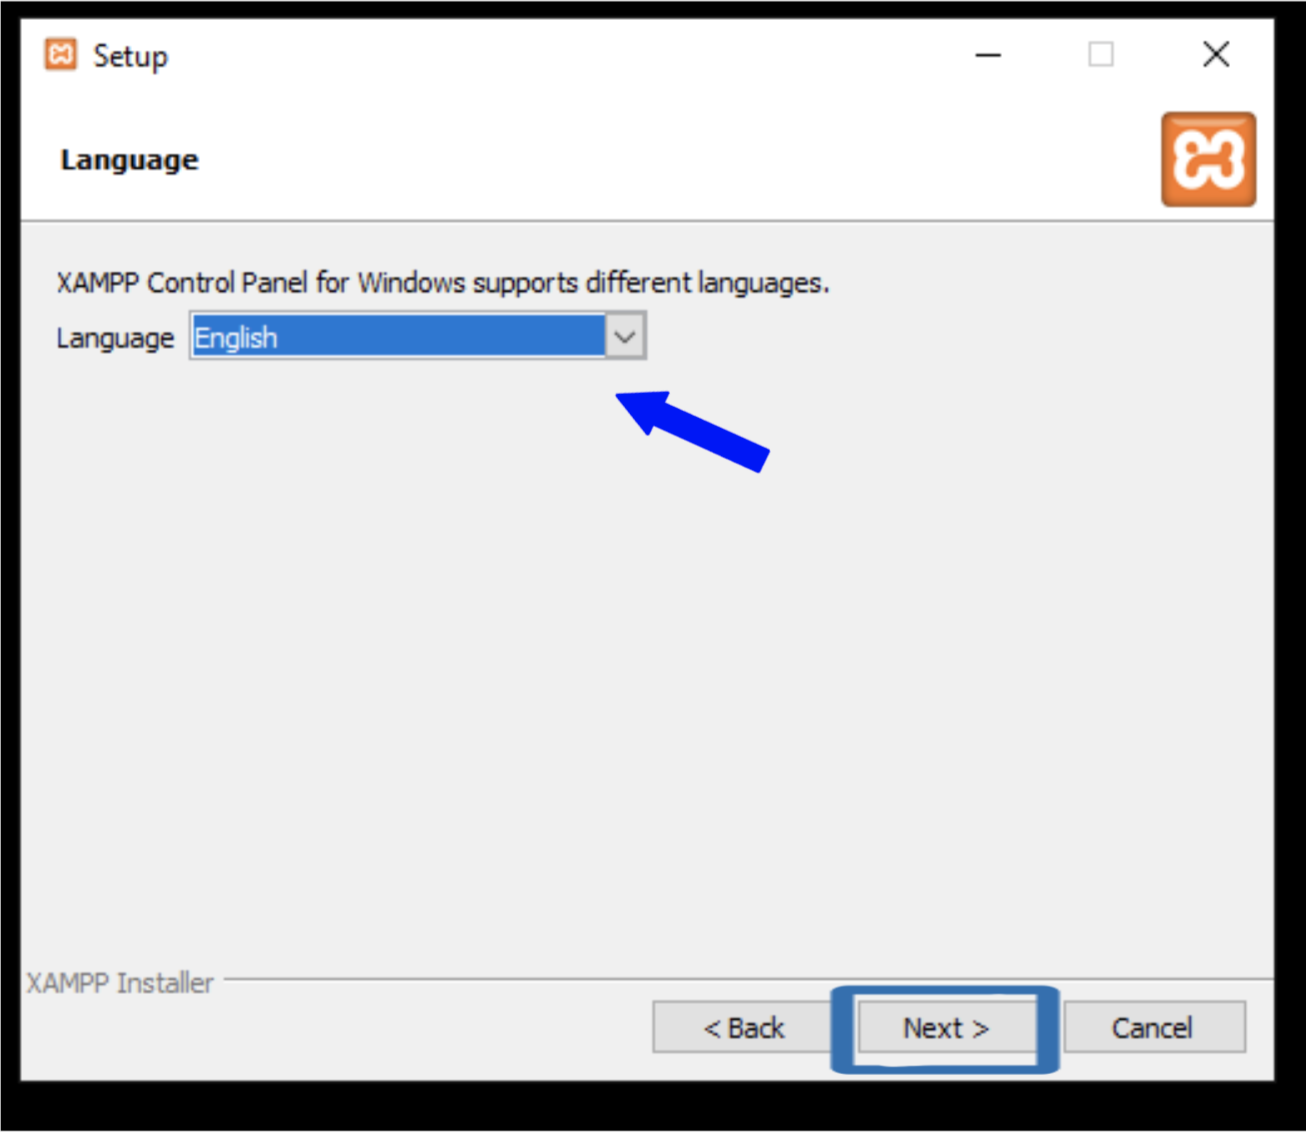 Setup
Language
XAMPP Control Panel for Windows supports different languages.
Language English
XAMPP Installer
< Back Next > Cancel